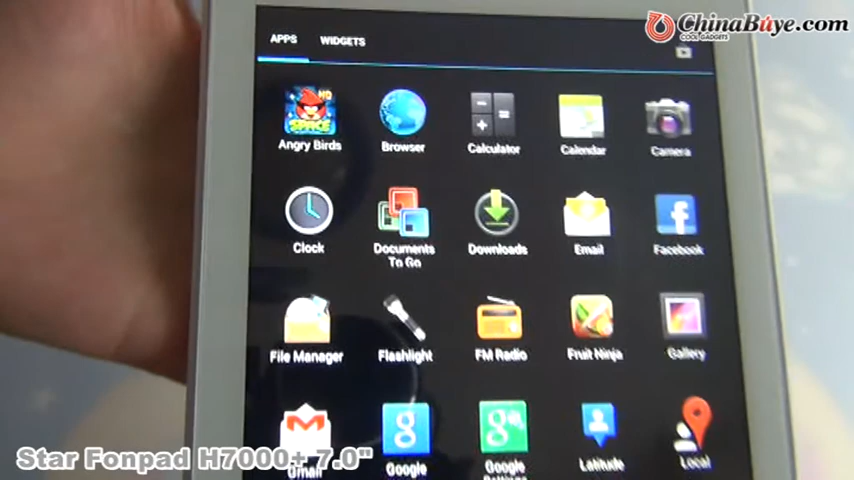 ChinaBuye.com
COOL GADGETS
APPS WIDGETS
HD
SPACE
Angry Birds Browser Calculator Calendar Camera
Clock Documents To Go Downloads Email Facebook
File Manager Flashlight FM Radio Fruit Ninja Gallery
Gmail Google Google Settings Latitude Local
Star Fonpad H7000+ 7.0"